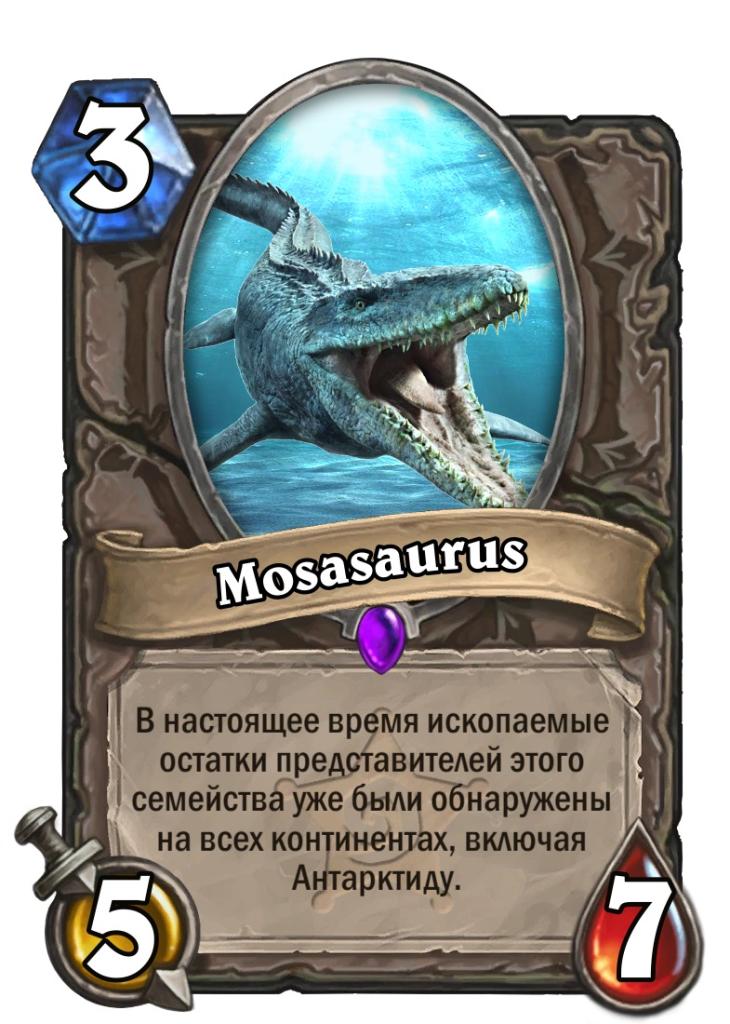 3
Mosasaurus
В настоящее время ископаемые
остатки представителей этого
семейства уже были обнаружены
на всех континентах, включая
Антарктиду.
5
7